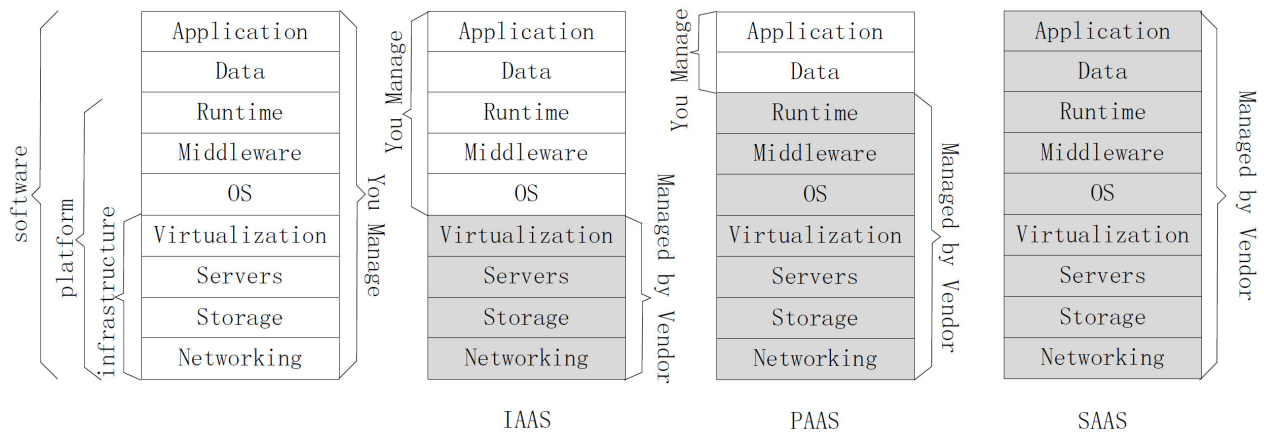 software
platform
infrastructure
Application
Data
Runtime
Middleware
OS
Virtualization
Servers
Storage
Networking
You Manage
You Manage
Application
Data
Runtime
Middleware
OS
Virtualization
Servers
Storage
Networking
Managed by Vendor
IAAS
You Manage
Application
Data
Runtime
Middleware
OS
Virtualization
Servers
Storage
Networking
Managed by Vendor
PAAS
Application
Data
Runtime
Middleware
OS
Virtualization
Servers
Storage
Networking
Managed by Vendor
SAAS